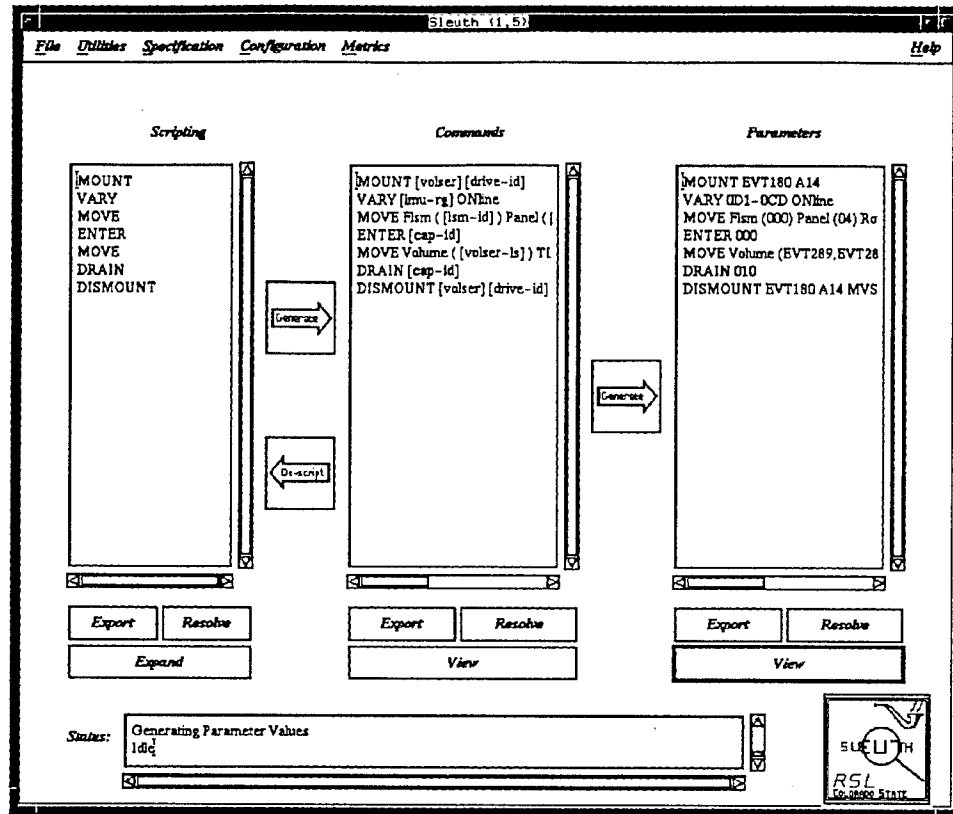 Sleuth (1,5)
File Utilities Specification Configuration Metrics Help
Scripting
MOUNT
VARY
MOVE
ENTER
MOVE
DRAIN
DISMOUNT
Generate
De-script
Export Resolve
Expand
Commands
MOUNT [volser] [drive-id]
VARY [lmu-rg] ONline
MOVE Flsm ( [lsm-id] ) Panel ( [
ENTER [cap-id]
MOVE Volume ( [volser-ls] ) TL
DRAIN [cap-id]
DISMOUNT [volser] [drive-id]
Generate
Export Resolve
View
Parameters
MOUNT EVT180 A14
VARY 0D1-0CD ONline
MOVE Flsm (000) Panel (04) Ro
ENTER 000
MOVE Volume (EVT289,EVT28
DRAIN 010
DISMOUNT EVT180 A14 MVS
Export Resolve
View
Status:
Generating Parameter Values
Idle
SLEUTH
RSL
COLORADO STATE